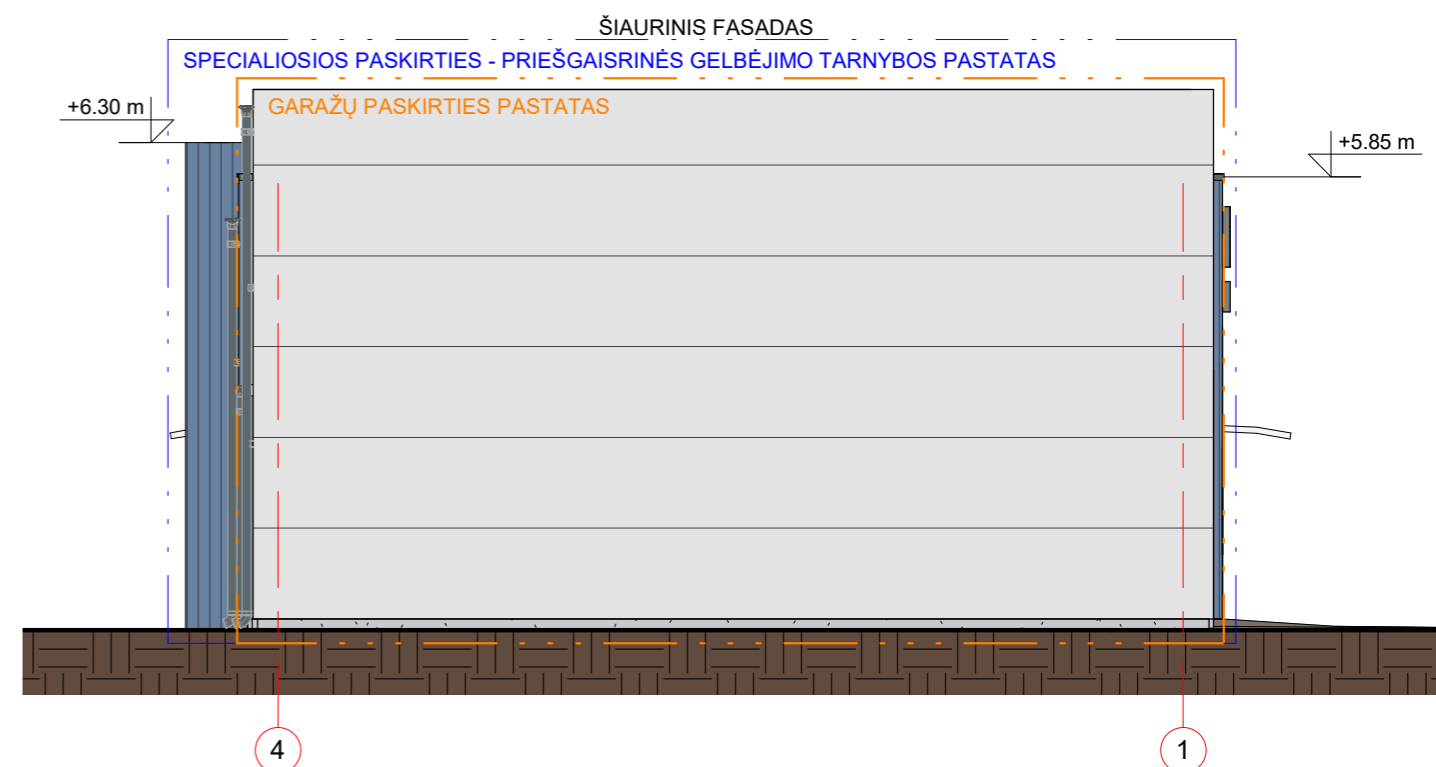 ŠIAURINIS FASADAS
SPECIALIOSIOS PASKIRTIES - PRIEŠGAISRINĖS GELBĖJIMO TARNYBOS PASTATAS
GARAŽŲ PASKIRTIES PASTATAS
+6.30 m
+5.85 m
4
1